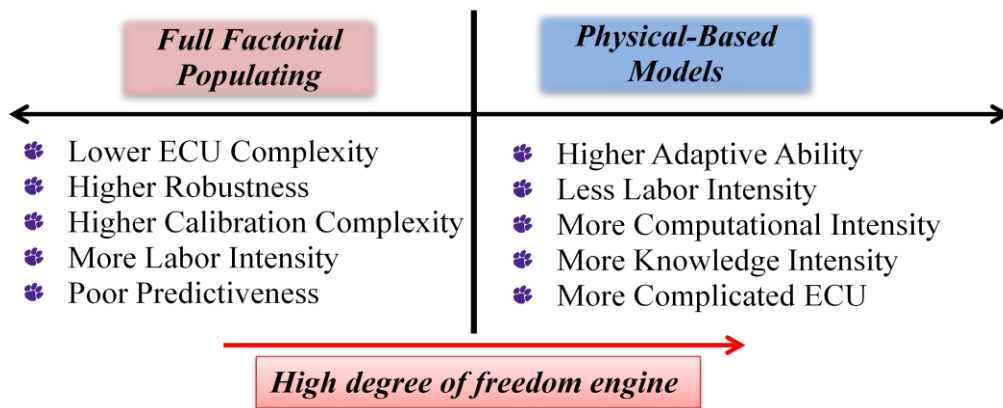 Full Factorial
Populating
Physical-Based
Models
Lower ECU Complexity
Higher Robustness
Higher Calibration Complexity
More Labor Intensity
Poor Predictiveness
Higher Adaptive Ability
Less Labor Intensity
More Computational Intensity
More Knowledge Intensity
More Complicated ECU
High degree of freedom engine